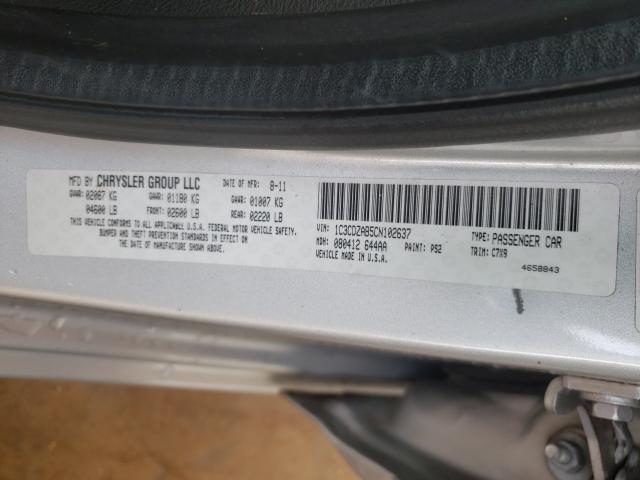 MFD BY CHRYSLER GROUP LLC DATE OF MFR: 8-11
GVWR: 02087 KG GAWR: 01180 KG GAWR: 01007 KG
04600 LB FRONT: 02600 LB REAR: 02220 LB
THIS VEHICLE CONFORMS TO ALL APPLICABLE
U.S.A. FEDERAL MOTOR VEHICLE SAFETY,
BUMPER AND THEFT PREVENTION STANDARDS IN EFFECT ON
THE DATE OF MANUFACTURE SHOWN ABOVE.
VIN: 1C3CDZAB5CN102637 TYPE: PASSENGER CAR
MDH: 080412 644AA PAINT: PS2 TRIM: C7X9
VEHICLE MADE IN U.S.A.
4658843